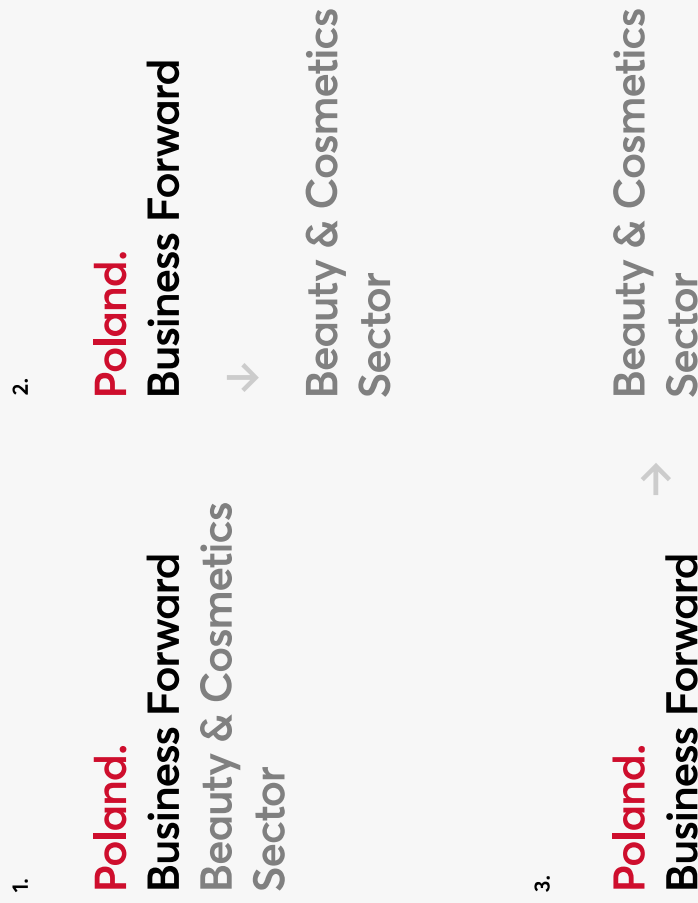 1.
Poland.
Business Forward
Beauty & Cosmetics
Sector
2.
Poland.
Business Forward
Beauty & Cosmetics
Sector
3.
Poland.
Business Forward
Beauty & Cosmetics
Sector